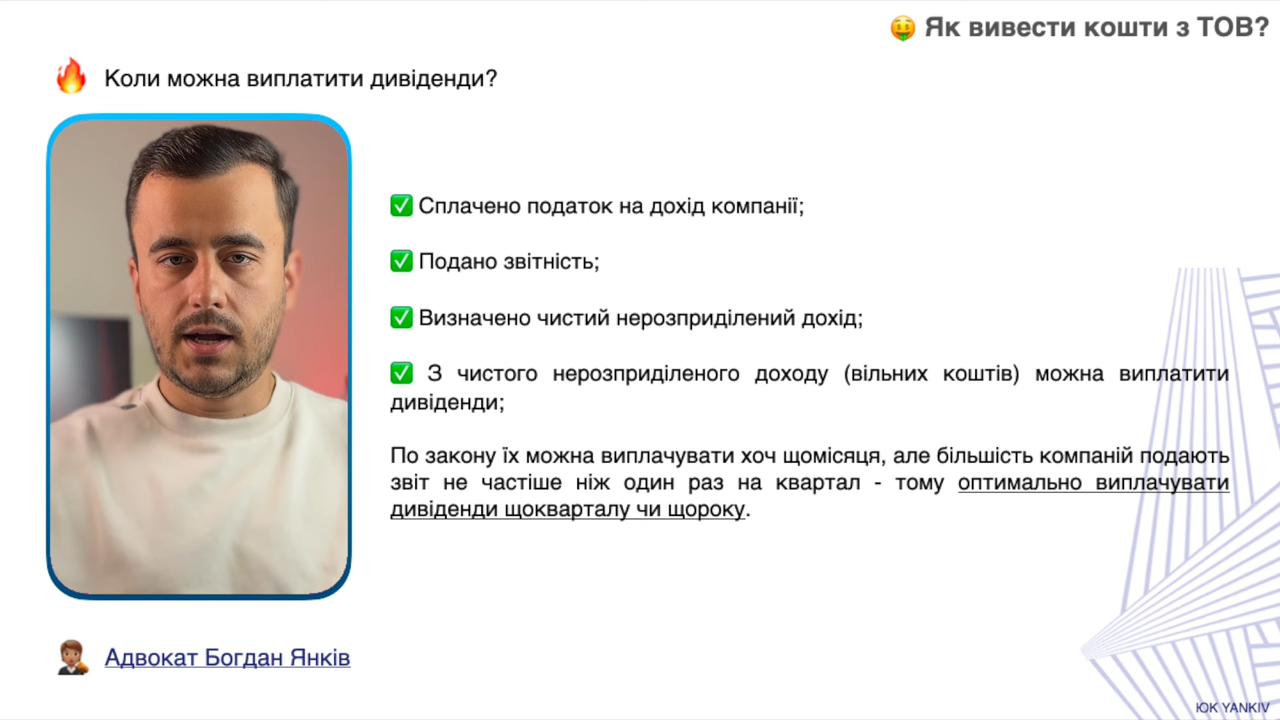 🤑 Як вивести кошти з ТОВ?
🔥 Коли можна виплатити дивіденди?
✅ Сплачено податок на дохід компанії;
✅ Подано звітність;
✅ Визначено чистий нерозприділений дохід;
✅ З чистого нерозприділеного доходу (вільних коштів) можна виплатити
дивіденди;
По закону їх можна виплачувати хоч щомісяця, але більшість компаній подають
звіт не частіше ніж один раз на квартал - тому оптимально виплачувати
дивіденди щокварталу чи щороку.
Адвокат Богдан Янків
ЮК YANKIV